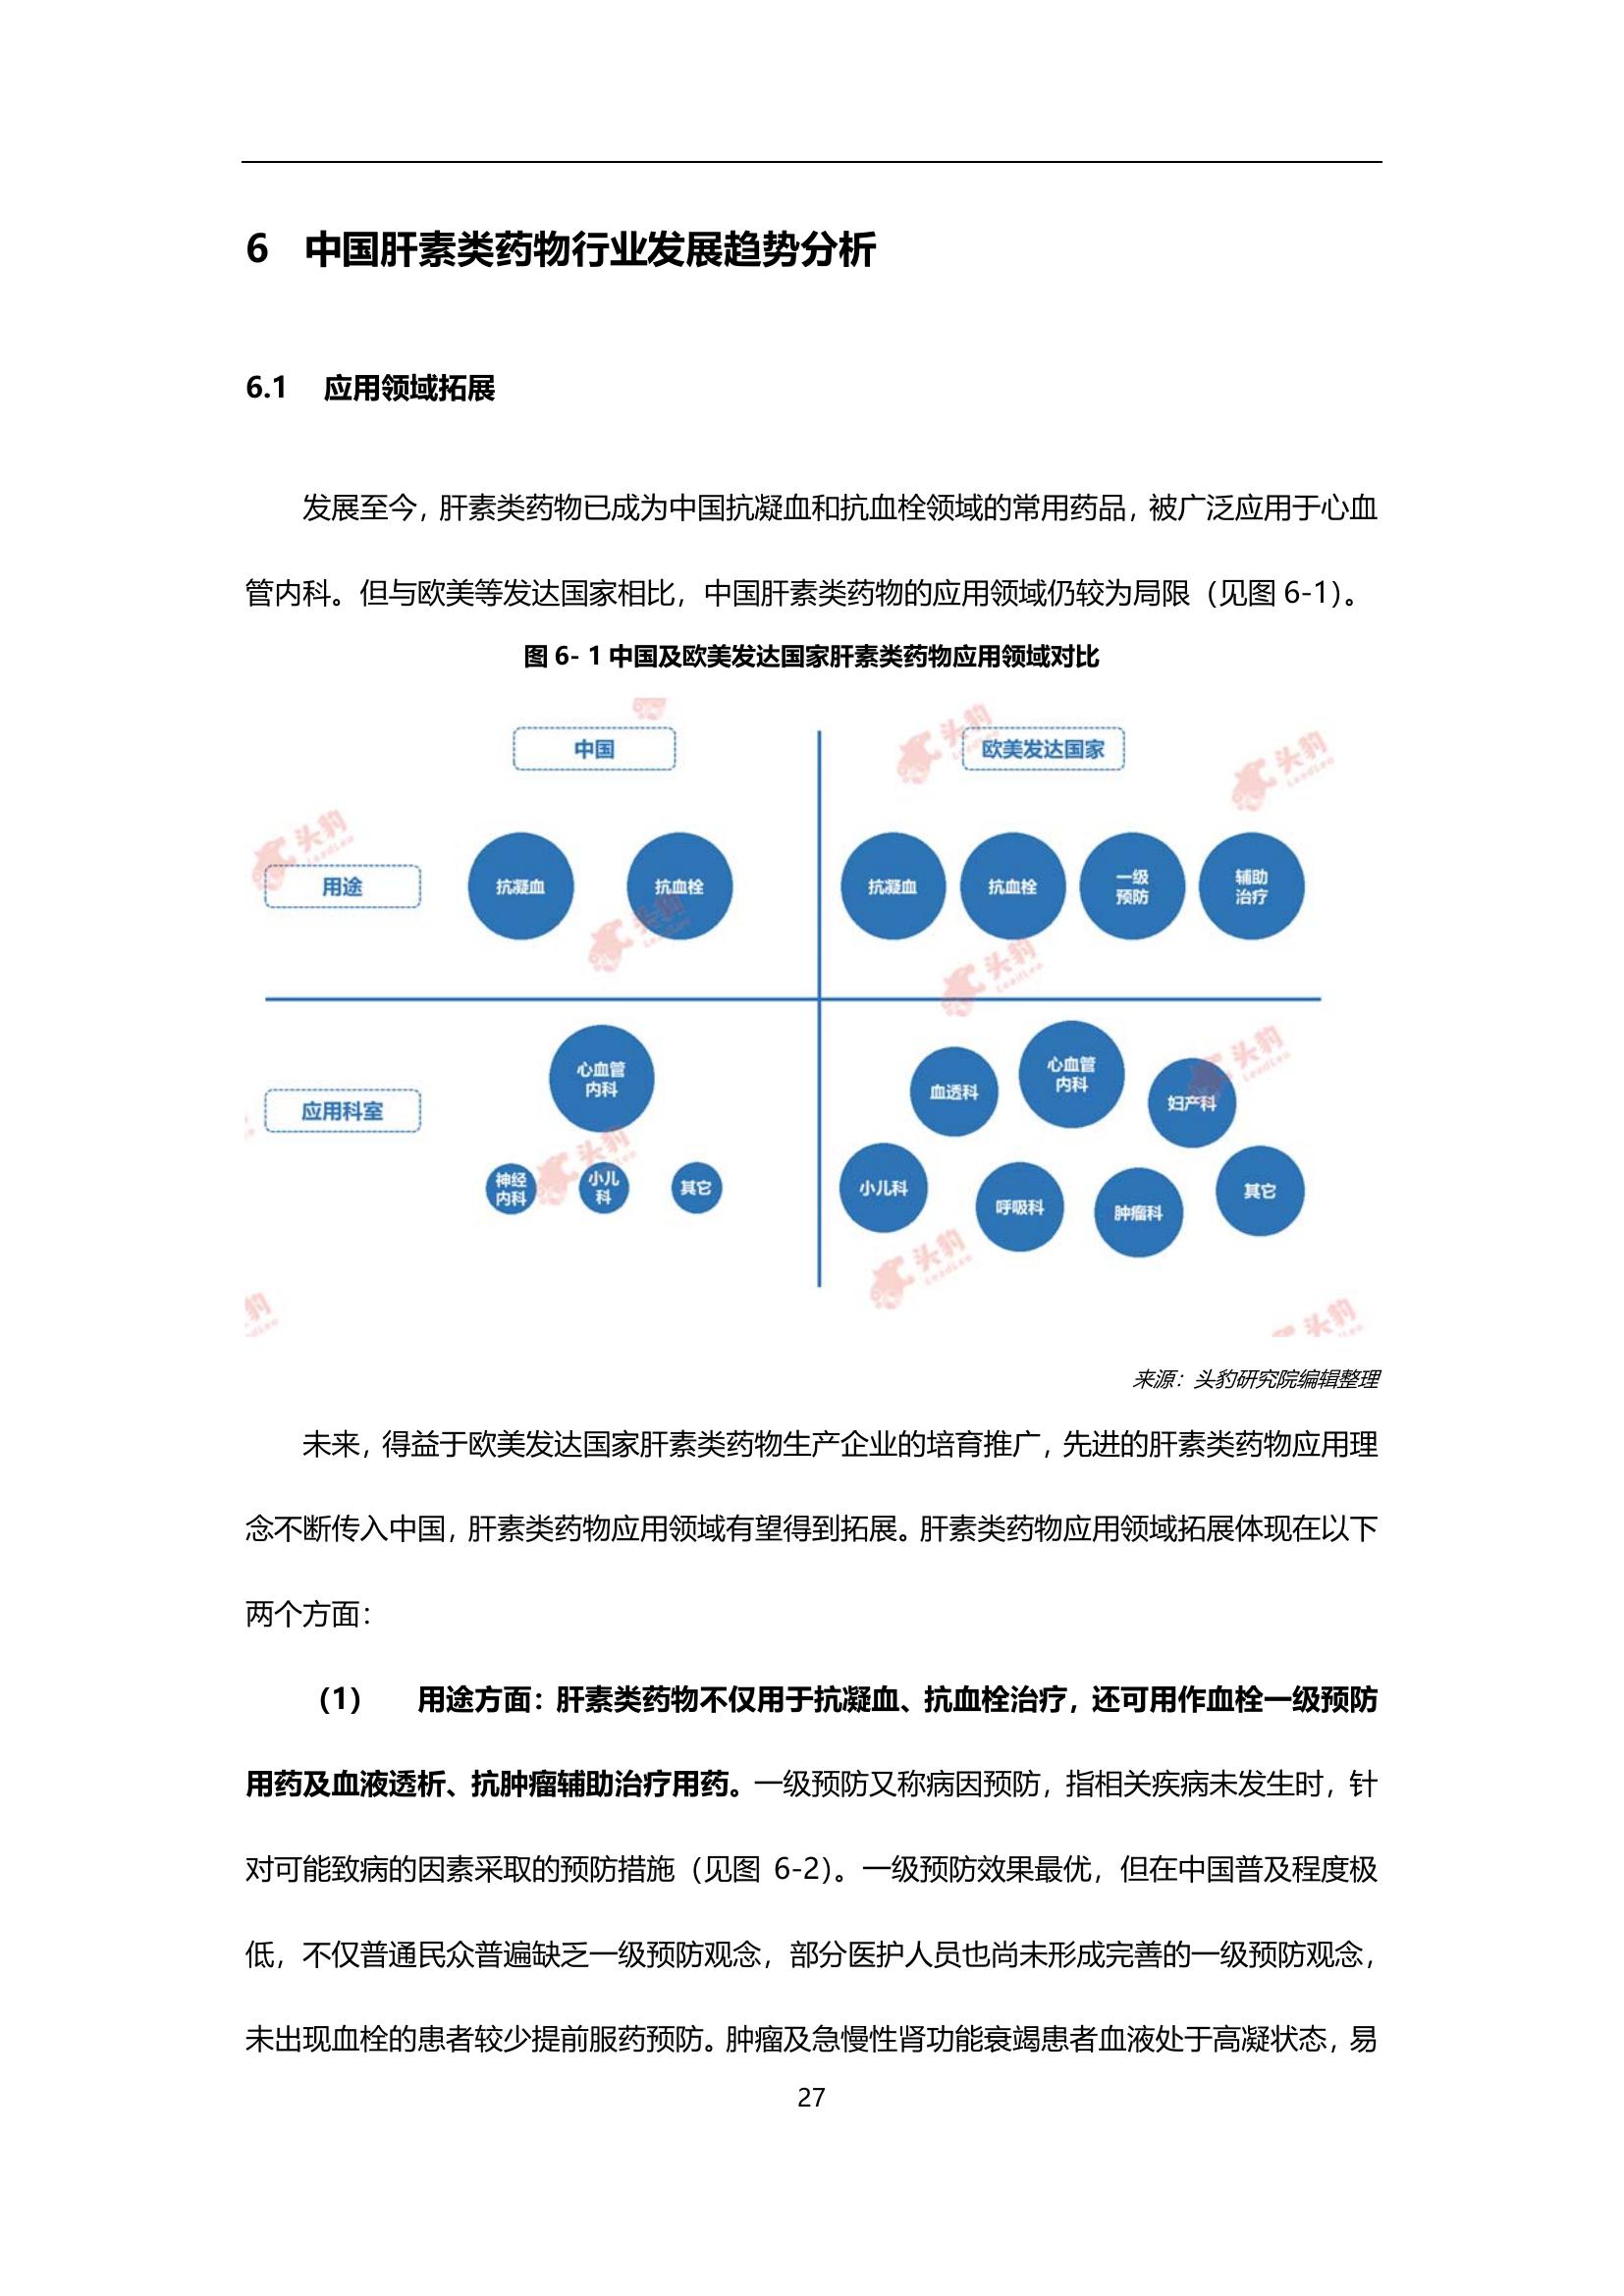 6 中国肝素类药物行业发展趋势分析
6.1 应用领域拓展
发展至今，肝素类药物已成为中国抗凝血和抗血栓领域的常用药品，被广泛应用于心血
管内科。但与欧美等发达国家相比，中国肝素类药物的应用领域仍较为局限（见图 6-1）。
图 6- 1 中国及欧美发达国家肝素类药物应用领域对比
中国
欧美发达国家
用途
抗凝血
抗血栓
抗凝血
抗血栓
一级
预防
辅助
治疗
应用科室
心血管
内科
神经
内科
小儿
科
其它
血透科
心血管
内科
妇产科
小儿科
呼吸科
肿瘤科
其它
头豹
LeadLeo
来源：头豹研究院编辑整理
未来，得益于欧美发达国家肝素类药物生产企业的培育推广，先进的肝素类药物应用理
念不断传入中国，肝素类药物应用领域有望得到拓展。肝素类药物应用领域拓展体现在以下
两个方面：
（1） 用途方面：肝素类药物不仅用于抗凝血、抗血栓治疗，还可用作血栓一级预防
用药及血液透析、抗肿瘤辅助治疗用药。一级预防又称病因预防，指相关疾病未发生时，针
对可能致病的因素采取的预防措施（见图 6-2）。一级预防效果最优，但在中国普及程度极
低，不仅普通民众普遍缺乏一级预防观念，部分医护人员也尚未形成完善的一级预防观念，
未出现血栓的患者较少提前服药预防。肿瘤及急慢性肾功能衰竭患者血液处于高凝状态，易
27